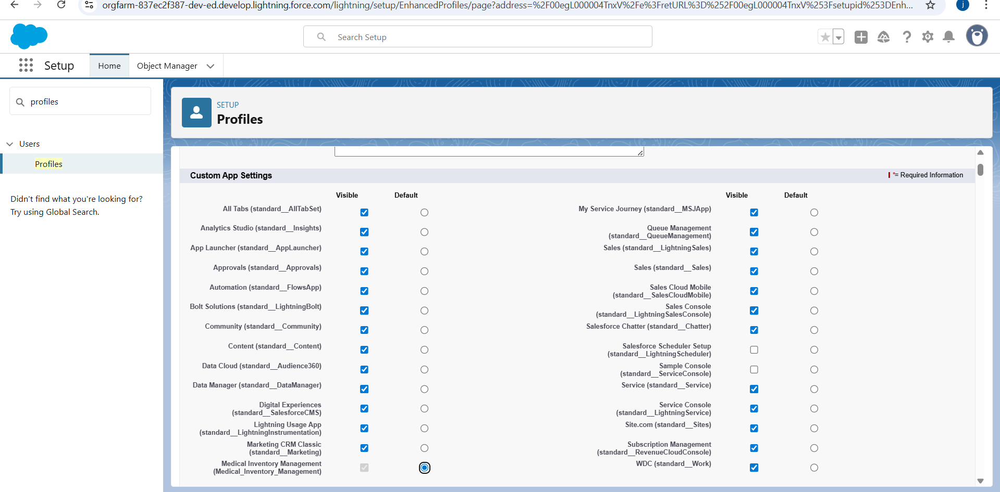 orgfarm-837ec2f387-dev-ed.develop.lightning.force.com/lightning/setup/EnhancedProfiles/page?address=%2F00egL000004TnxV%2Fe%3FretURL%3D%252F00egL000004TnxV%253Fsetupid%253DEnh...
j
Search Setup
Setup
Home
Object Manager
profiles
Users
Profiles
Didn't find what you're looking for?
Try using Global Search.
SETUP
Profiles
Custom App Settings
*= Required Information
Visible Default Visible Default
All Tabs (standard__AllTabSet)
My Service Journey (standard__MSJApp)
Analytics Studio (standard__Insights)
Queue Management
(standard__QueueManagement)
App Launcher (standard__AppLauncher)
Sales (standard__LightningSales)
Approvals (standard__Approvals)
Sales (standard__Sales)
Automation (standard__FlowsApp)
Sales Cloud Mobile
(standard__SalesCloudMobile)
Bolt Solutions (standard__LightningBolt)
Sales Console
(standard__LightningSalesConsole)
Community (standard__Community)
Salesforce Chatter (standard__Chatter)
Content (standard__Content)
Salesforce Scheduler Setup
(standard__LightningScheduler)
Data Cloud (standard__Audience360)
Sample Console
(standard__ServiceConsole)
Data Manager (standard__DataManager)
Service (standard__Service)
Digital Experiences
(standard__SalesforceCMS)
Service Console
(standard__LightningService)
Lightning Usage App
(standard__LightningInstrumentation)
Site.com (standard__Sites)
Marketing CRM Classic
(standard__Marketing)
Subscription Management
(standard__RevenueCloudConsole)
Medical Inventory Management
(Medical_Inventory_Management)
WDC (standard__Work)